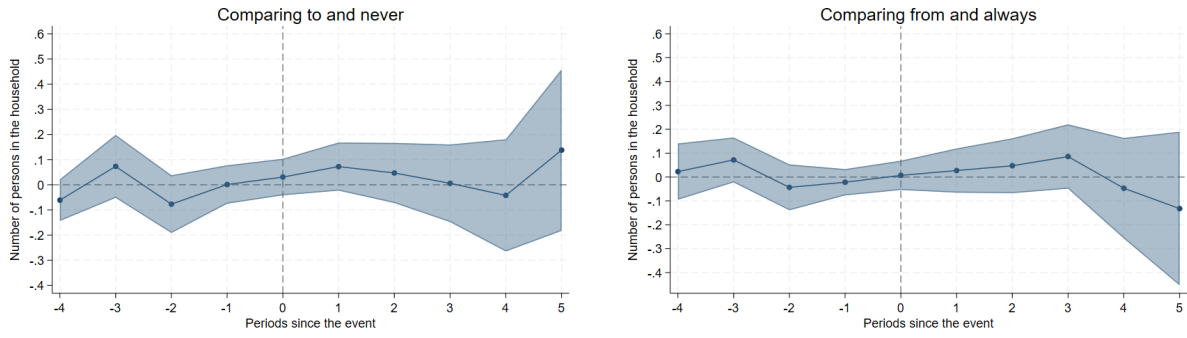 Comparing to and never
Number of persons in the household
.6
.5
.4
.3
.2
.1
0
-.1
-.2
-.3
-.4
-4 -3 -2 -1 0 1 2 3 4 5
Periods since the event
Comparing from and always
Number of persons in the household
.6
.5
.4
.3
.2
.1
0
-.1
-.2
-.3
-.4
-4 -3 -2 -1 0 1 2 3 4 5
Periods since the event